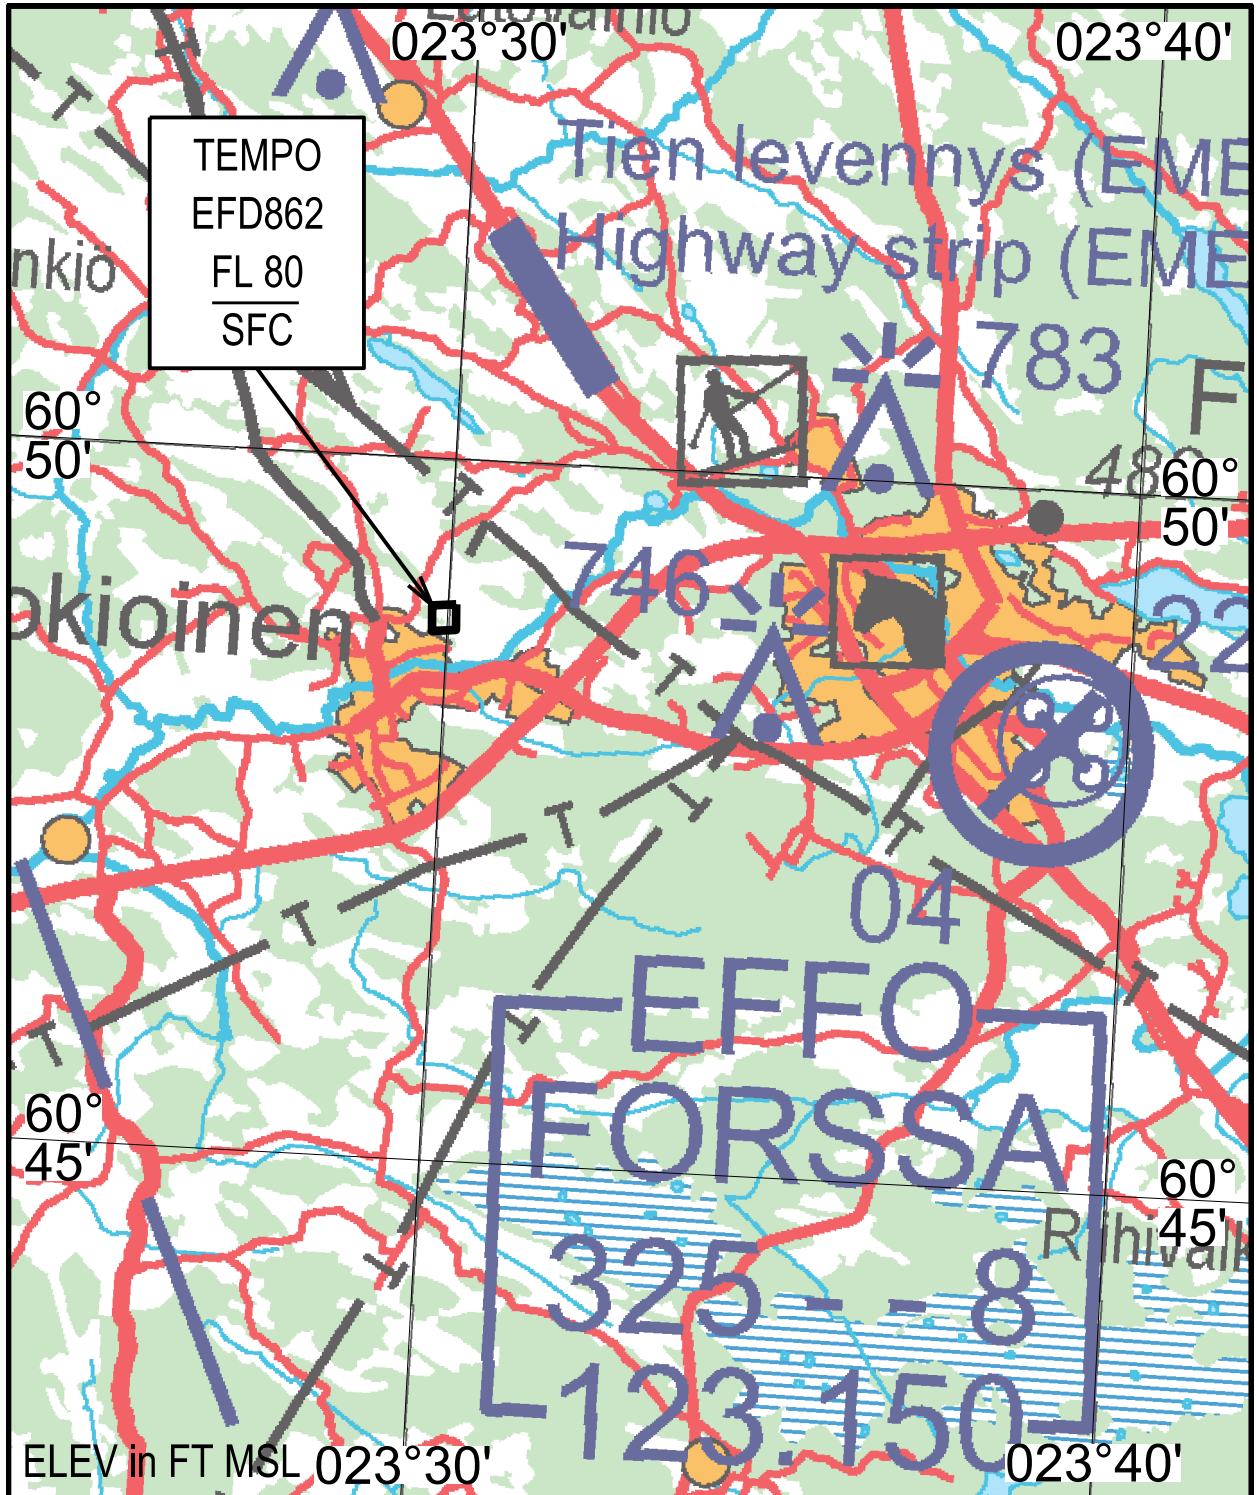 023°30'
023°40'
TEMPO
EFD862
FL 80
SFC
Tien levennys (EME
Highway strip (EME
nkiö
783
F
60°
50'
486
60°
50'
746
okioinen
22
04
EFFO
FORSSA
60°
45'
60°
45'
325 - - 8
123.150
ELEV in FT MSL
023°30'
023°40'